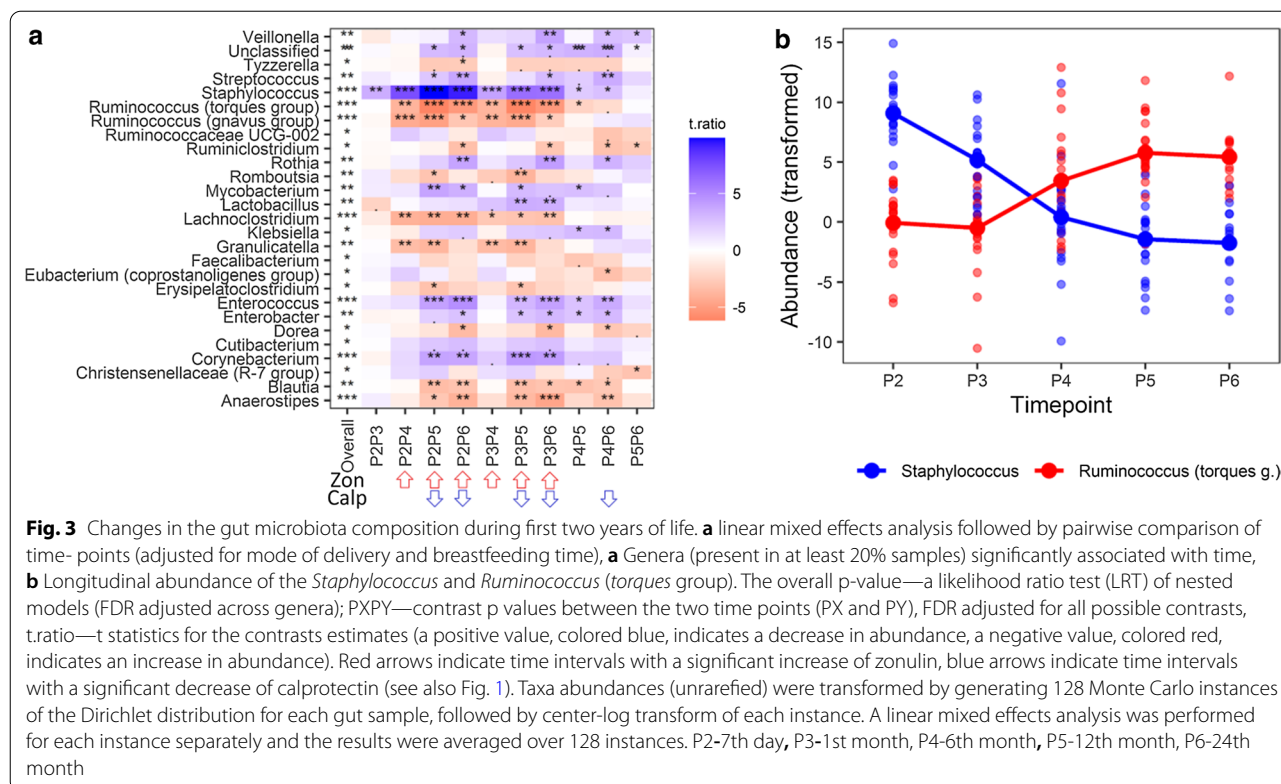 a
Veillonella
Unclassified
Tyzzerella
Streptococcus
Staphylococcus
Ruminococcus (torques group)
Ruminococcus (gnavus group)
Ruminococcaceae UCG-002
Ruminiclostridium
Rothia
Romboutsia
Mycobacterium
Lactobacillus
Lachnoclostridium
Klebsiella
Granulicatella
Faecalibacterium
Eubacterium (coprostanoligenes group)
Erysipelatoclostridium
Enterococcus
Enterobacter
Dorea
Cutibacterium
Corynebacterium
Christensenellaceae (R-7 group)
Blautia
Anaerostipes
Overall
P2P3
P2P4
P2P5
P2P6
P3P4
P3P5
P3P6
P4P5
P4P6
P5P6
Zon
Calp
t.ratio
5
0
-5
b
Abundance (transformed)
15
10
5
0
-5
-10
P2 P3 P4 P5 P6
Timepoint
Staphylococcus Ruminococcus (torques g.)
Fig. 3 Changes in the gut microbiota composition during first two years of life. a linear mixed effects analysis followed by pairwise comparison of
time- points (adjusted for mode of delivery and breastfeeding time), a Genera (present in at least 20% samples) significantly associated with time,
b Longitudinal abundance of the Staphylococcus and Ruminococcus (torques group). The overall p-value—a likelihood ratio test (LRT) of nested
models (FDR adjusted across genera); PXPY—contrast p values between the two time points (PX and PY), FDR adjusted for all possible contrasts,
t.ratio—t statistics for the contrasts estimates (a positive value, colored blue, indicates a decrease in abundance, a negative value, colored red,
indicates an increase in abundance). Red arrows indicate time intervals with a significant increase of zonulin, blue arrows indicate time intervals
with a significant decrease of calprotectin (see also Fig. 1). Taxa abundances (unrarefied) were transformed by generating 128 Monte Carlo instances
of the Dirichlet distribution for each gut sample, followed by center-log transform of each instance. A linear mixed effects analysis was performed
for each instance separately and the results were averaged over 128 instances. P2-7th day, P3-1st month, P4-6th month, P5-12th month, P6-24th
month